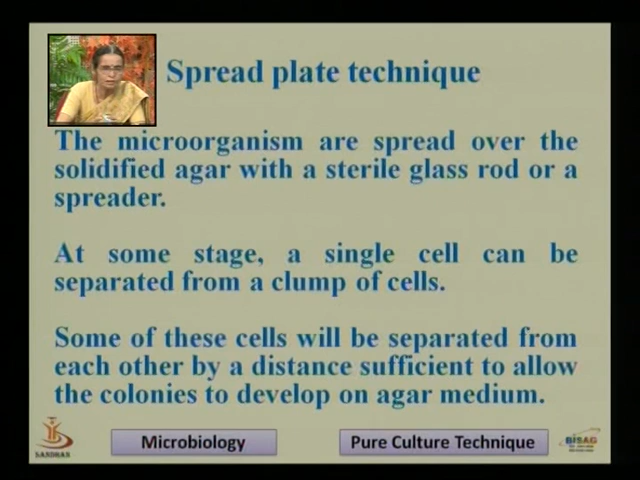 Spread plate technique
The microorganism are spread over the
solidified agar with a sterile glass rod or a
spreader.
At some stage, a single cell can be
separated from a clump of cells.
Some of these cells will be separated from
each other by a distance sufficient to allow
the colonies to develop on agar medium.
Microbiology
Pure Culture Technique
SANDHAN
BISAG